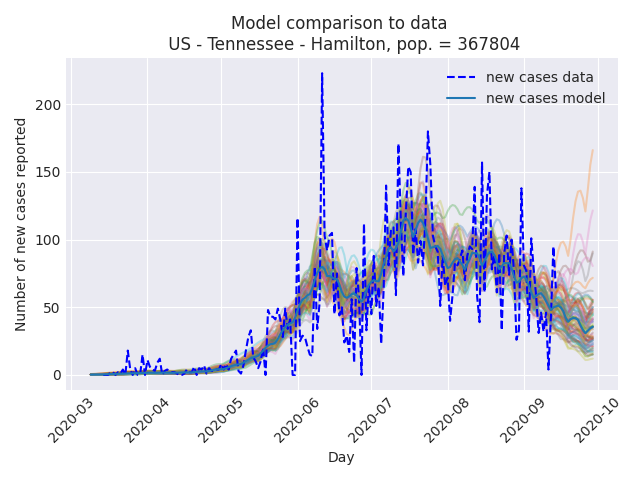 Model comparison to data
US - Tennessee - Hamilton, pop. = 367804
new cases data
new cases model
Number of new cases reported
200
150
100
50
0
2020-03
2020-04
2020-05
2020-06
2020-07
2020-08
2020-09
2020-10
Day